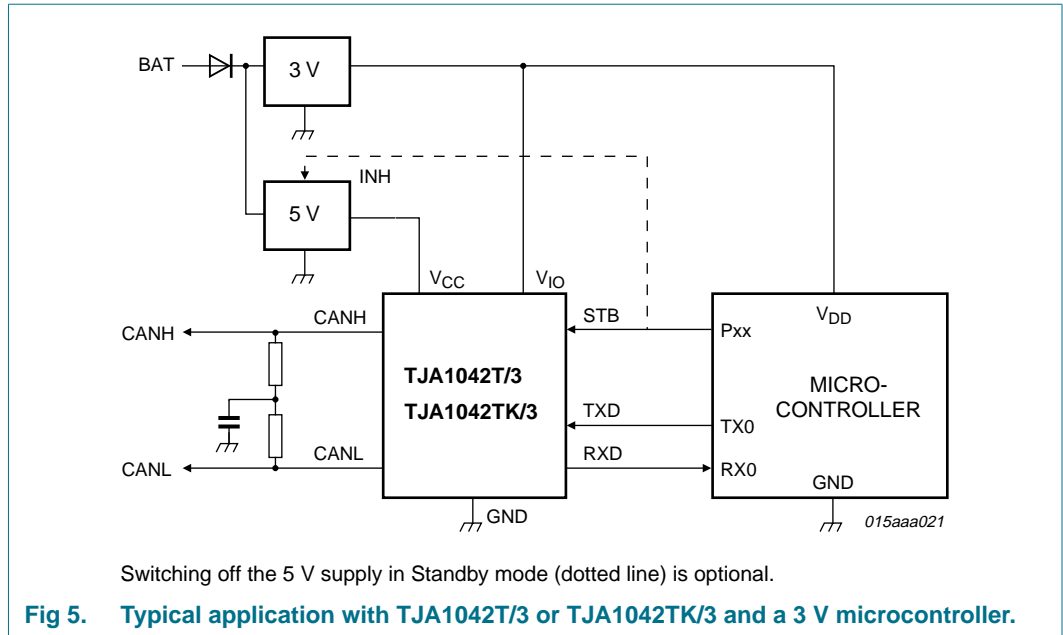 BAT
3 V
INH
5 V
VCC
VIO
CANH
CANH
STB
Pxx
VDD
TJA1042T/3
TJA1042TK/3
MICRO-
CONTROLLER
TXD
TX0
CANL
CANL
RXD
RX0
GND
GND
015aaa021
Switching off the 5 V supply in Standby mode (dotted line) is optional.
Fig 5. Typical application with TJA1042T/3 or TJA1042TK/3 and a 3 V microcontroller.